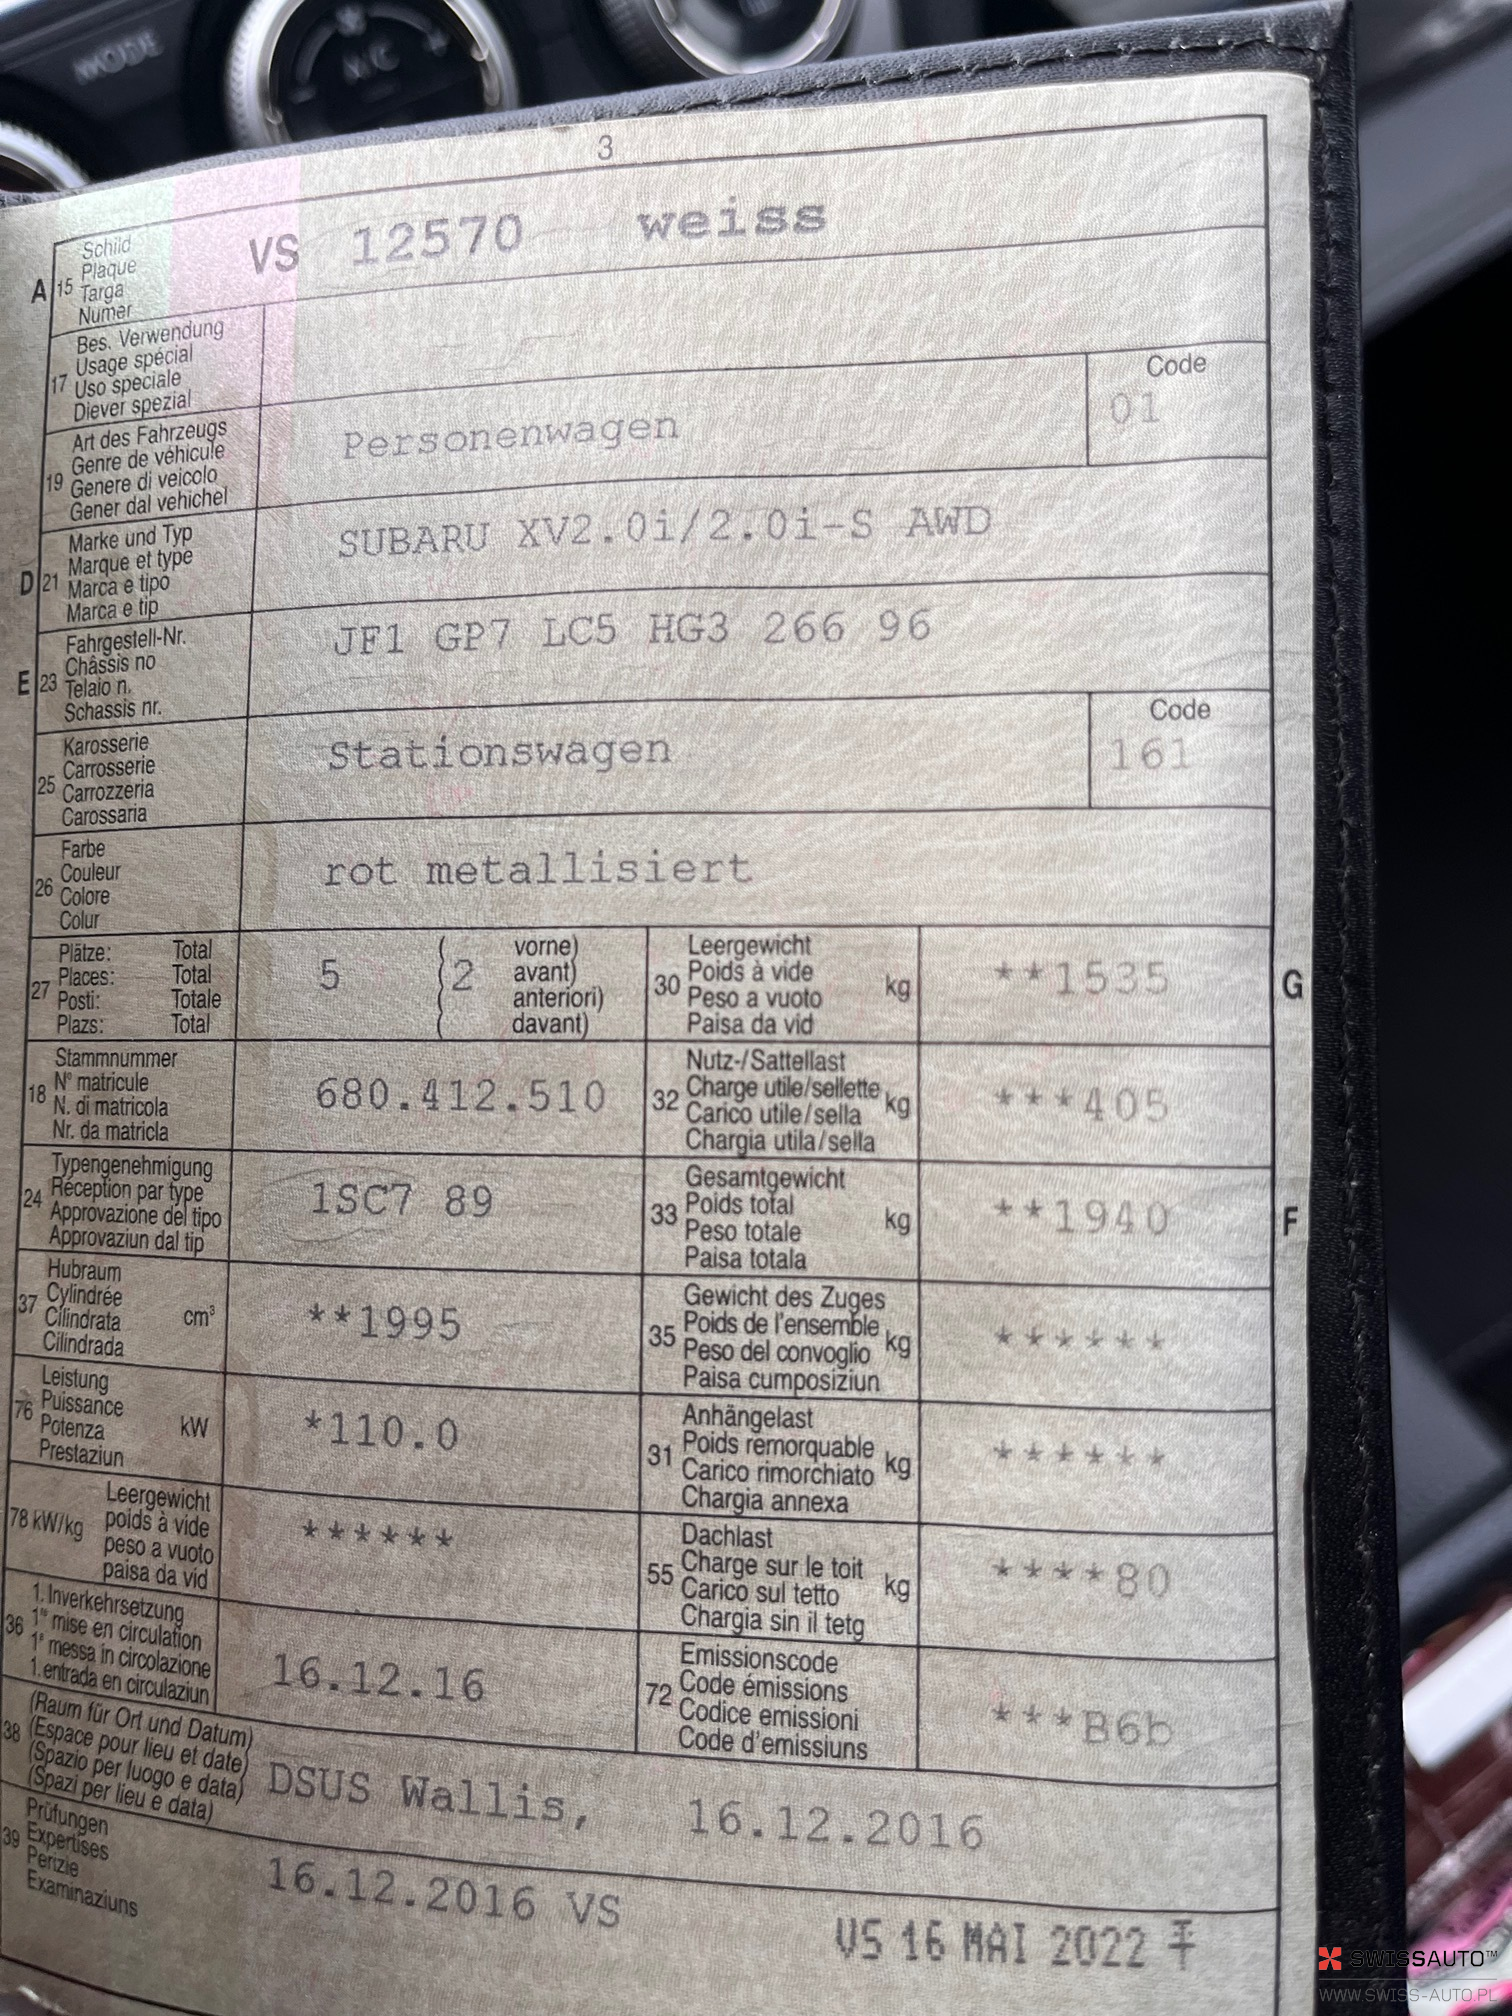 MODE
A/C
3
A 15 Schild
Plaque
Targa
Numer
VS 12570 weiss
17 Bes. Verwendung
Usage spécial
Uso speciale
Diever spezial
19 Art des Fahrzeugs
Genre de véhicule
Genere di veicolo
Gener dal vehichel
Personenwagen
Code
01
D 21 Marke und Typ
Marque et type
Marca e tipo
Marca e tip
SUBARU XV2.0i/2.0i-S AWD
E 23 Fahrgestell-Nr.
Châssis no
Telaio n.
Schassis nr.
JF1 GP7 LC5 HG3 266 96
25 Karosserie
Carrosserie
Carrozzeria
Carossaria
Stationswagen
Code
161
26 Farbe
Couleur
Colore
Colur
rot metallisiert
27 Plätze: Total
Places: Total
Posti: Totale
Plazs: Total
5 ( 2 vorne)
avant)
anteriori)
davant)
30 Leergewicht
Poids à vide
Peso a vuoto
Paisa da vid
kg
**1535
G
18 Stammnummer
N° matricule
N. di matricola
Nr. da matricla
680.412.510
32 Nutz-/Sattellast
Charge utile/sellette
Carico utile/sella
Chargia utila/sella
kg
***405
24 Typengenehmigung
Réception par type
Approvazione del tipo
Approvaziun dal tip
1SC7 89
33 Gesamtgewicht
Poids total
Peso totale
Paisa totala
kg
**1940
F
37 Hubraum
Cylindrée
Cilindrata
Cilindrada
cm³
**1995
35 Gewicht des Zuges
Poids de l'ensemble
Peso del convoglio
Paisa cumposiziun
kg
******
76 Leistung
Puissance
Potenza
Prestaziun
kW
*110.0
31 Anhängelast
Poids remorquable
Carico rimorchiato
Chargia annexa
kg
******
78 kW/kg Leergewicht
poids à vide
peso a vuoto
paisa da vid
******
55 Dachlast
Charge sur le toit
Carico sul tetto
Chargia sin il tetg
kg
****80
36 1. Inverkehrsetzung
1re mise en circulation
1a messa in circolazione
1. entrada en circulaziun
16.12.16
72 Emissionscode
Code émissions
Codice emissioni
Code d'emissiuns
***B6b
38 (Raum für Ort und Datum)
(Espace pour lieu et date)
(Spazio per luogo e data)
(Spazi per lieu e data)
DSUS Wallis, 16.12.2016
39 Prüfungen
Expertises
Perizie
Examinaziuns
16.12.2016 VS
VS 16 MAI 2022
SWISSAUTO™
WWW.SWISS-AUTO.PL